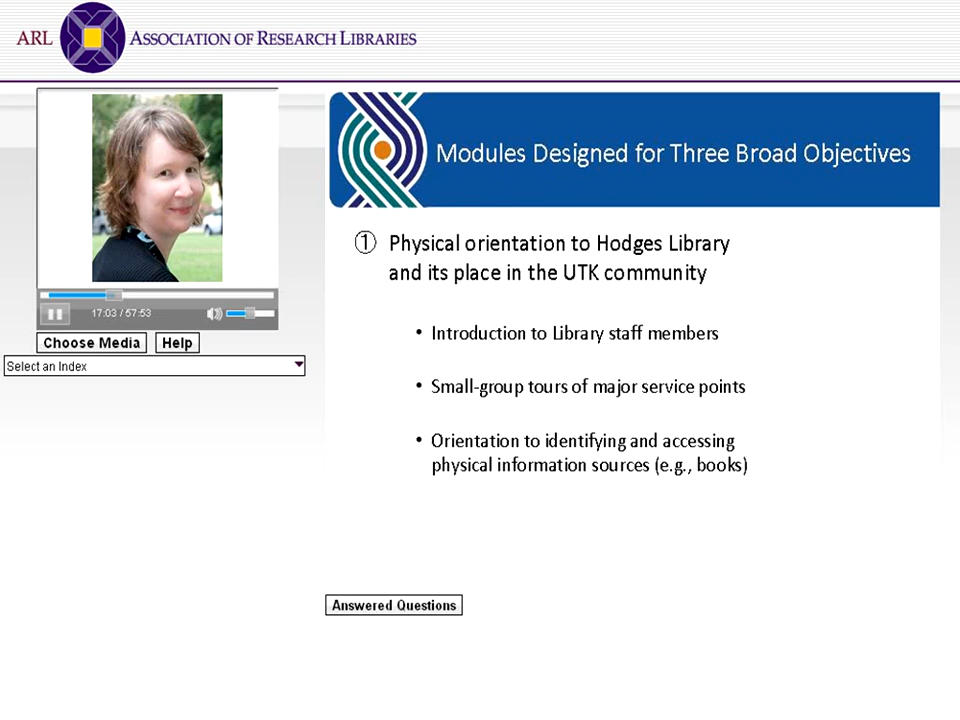 ARL ASSOCIATION OF RESEARCH LIBRARIES
Modules Designed for Three Broad Objectives
17:03 / 57:53
Choose Media Help
Select an Index
① Physical orientation to Hodges Library
and its place in the UTK community
• Introduction to Library staff members
• Small-group tours of major service points
• Orientation to identifying and accessing
physical information sources (e.g., books)
Answered Questions